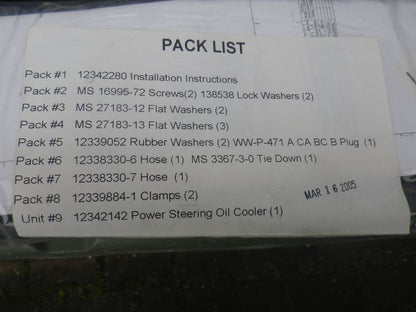 PACK LIST
Pack #1 12342280 Installation Instructions
Pack #2 MS 16995-72 Screws(2) 138538 Lock Washers (2)
Pack #3 MS 27183-12 Flat Washers (2)
Pack #4 MS 27183-13 Flat Washers (3)
Pack #5 12339052 Rubber Washers (2) WW-P-471 A CA BC B Plug (1)
Pack #6 12338330-6 Hose (1) MS 3367-3-0 Tie Down (1)
Pack #7 12338330-7 Hose (1)
Pack #8 12339884-1 Clamps (2)
MAR 16 2005
Unit #9 12342142 Power Steering Oil Cooler (1)